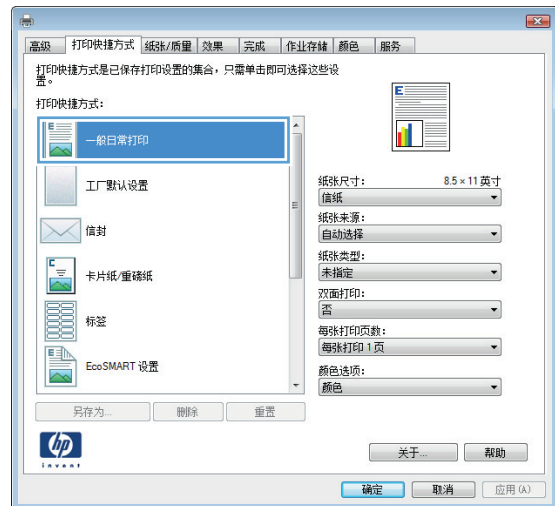 高级 打印快捷方式 纸张/质量 效果 完成 作业存储 颜色 服务
打印快捷方式是已保存打印设置的集合，只需单击即可选择这些设
置。
打印快捷方式：
E
一般日常打印
E
工厂默认设置
信封
C
卡片纸/重磅纸
标签
E
EcoSMART 设置
纸张尺寸： 8.5 × 11 英寸
信纸
纸张来源：
自动选择
纸张类型：
未指定
双面打印：
否
每张打印页数：
每张打印 1 页
颜色选项：
颜色
另存为... 删除 重置
hp
invent
关于... 帮助
确定 取消 应用 (A)